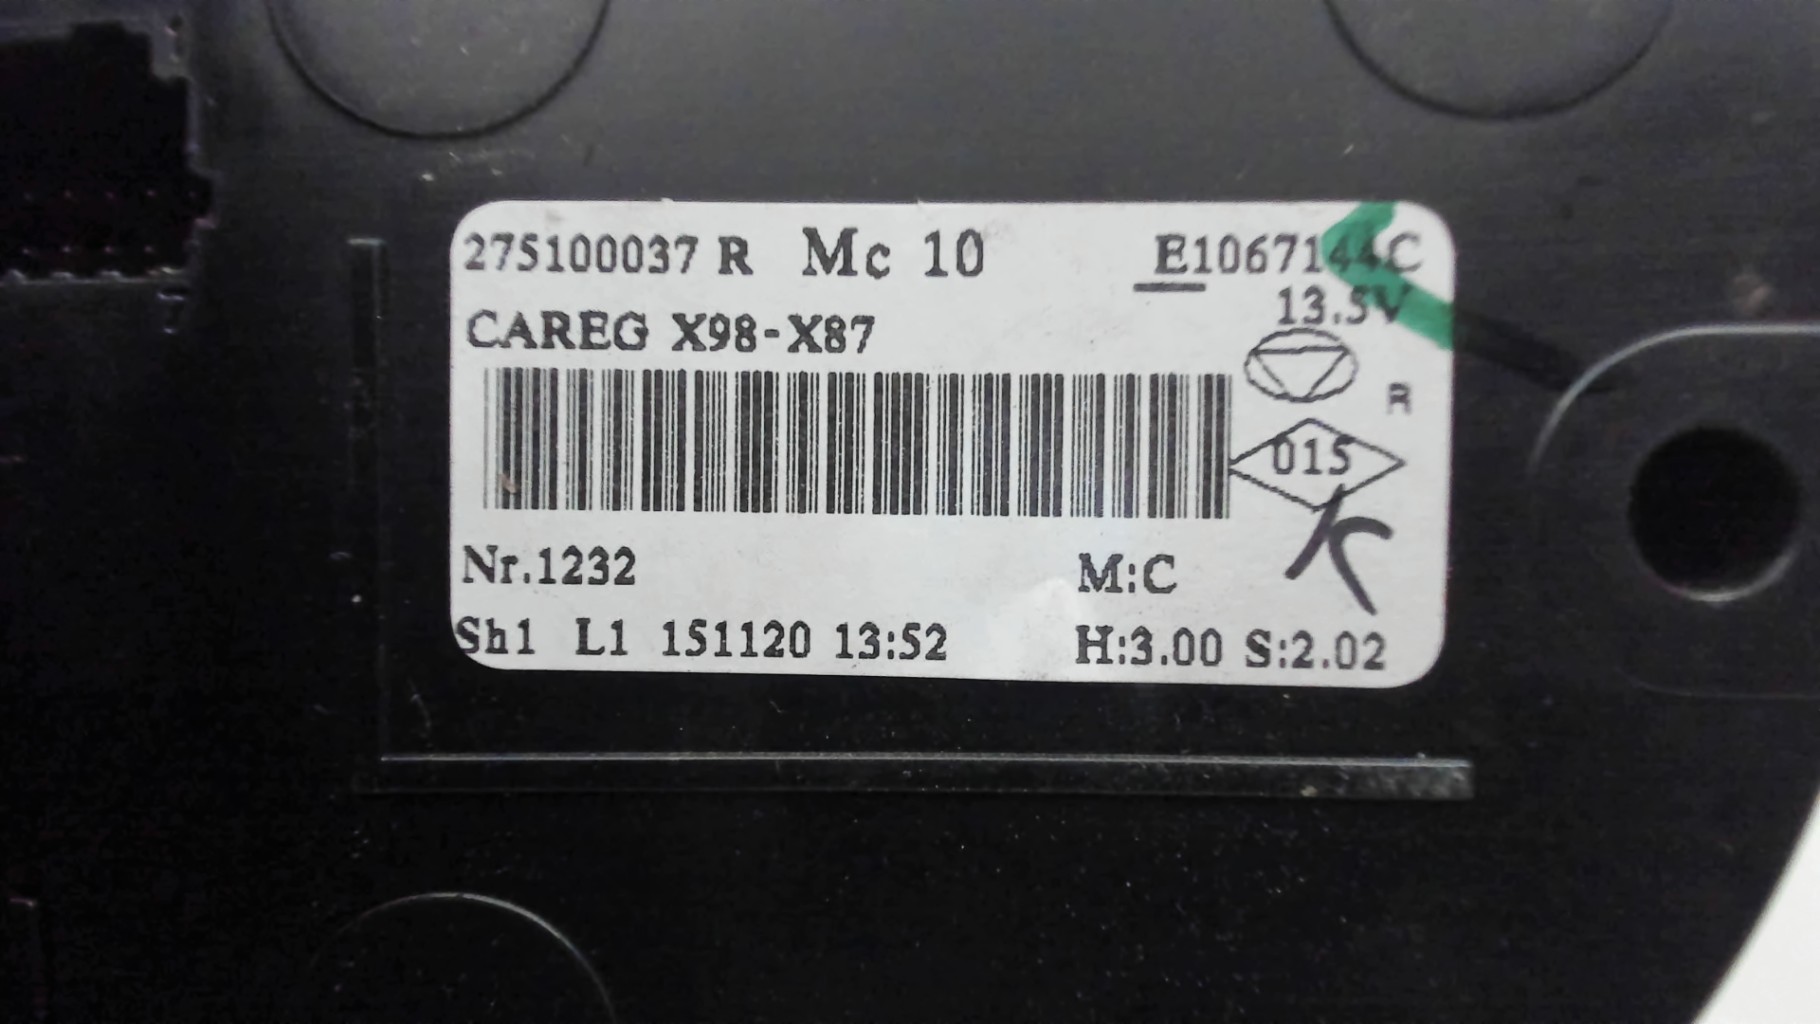 275100037 R Mc 10 E1067144C
13.5V
CAREG X98-X87
R
015
Nr.1232 M:C
Sh1 L1 151120 13:52 H:3.00 S:2.02